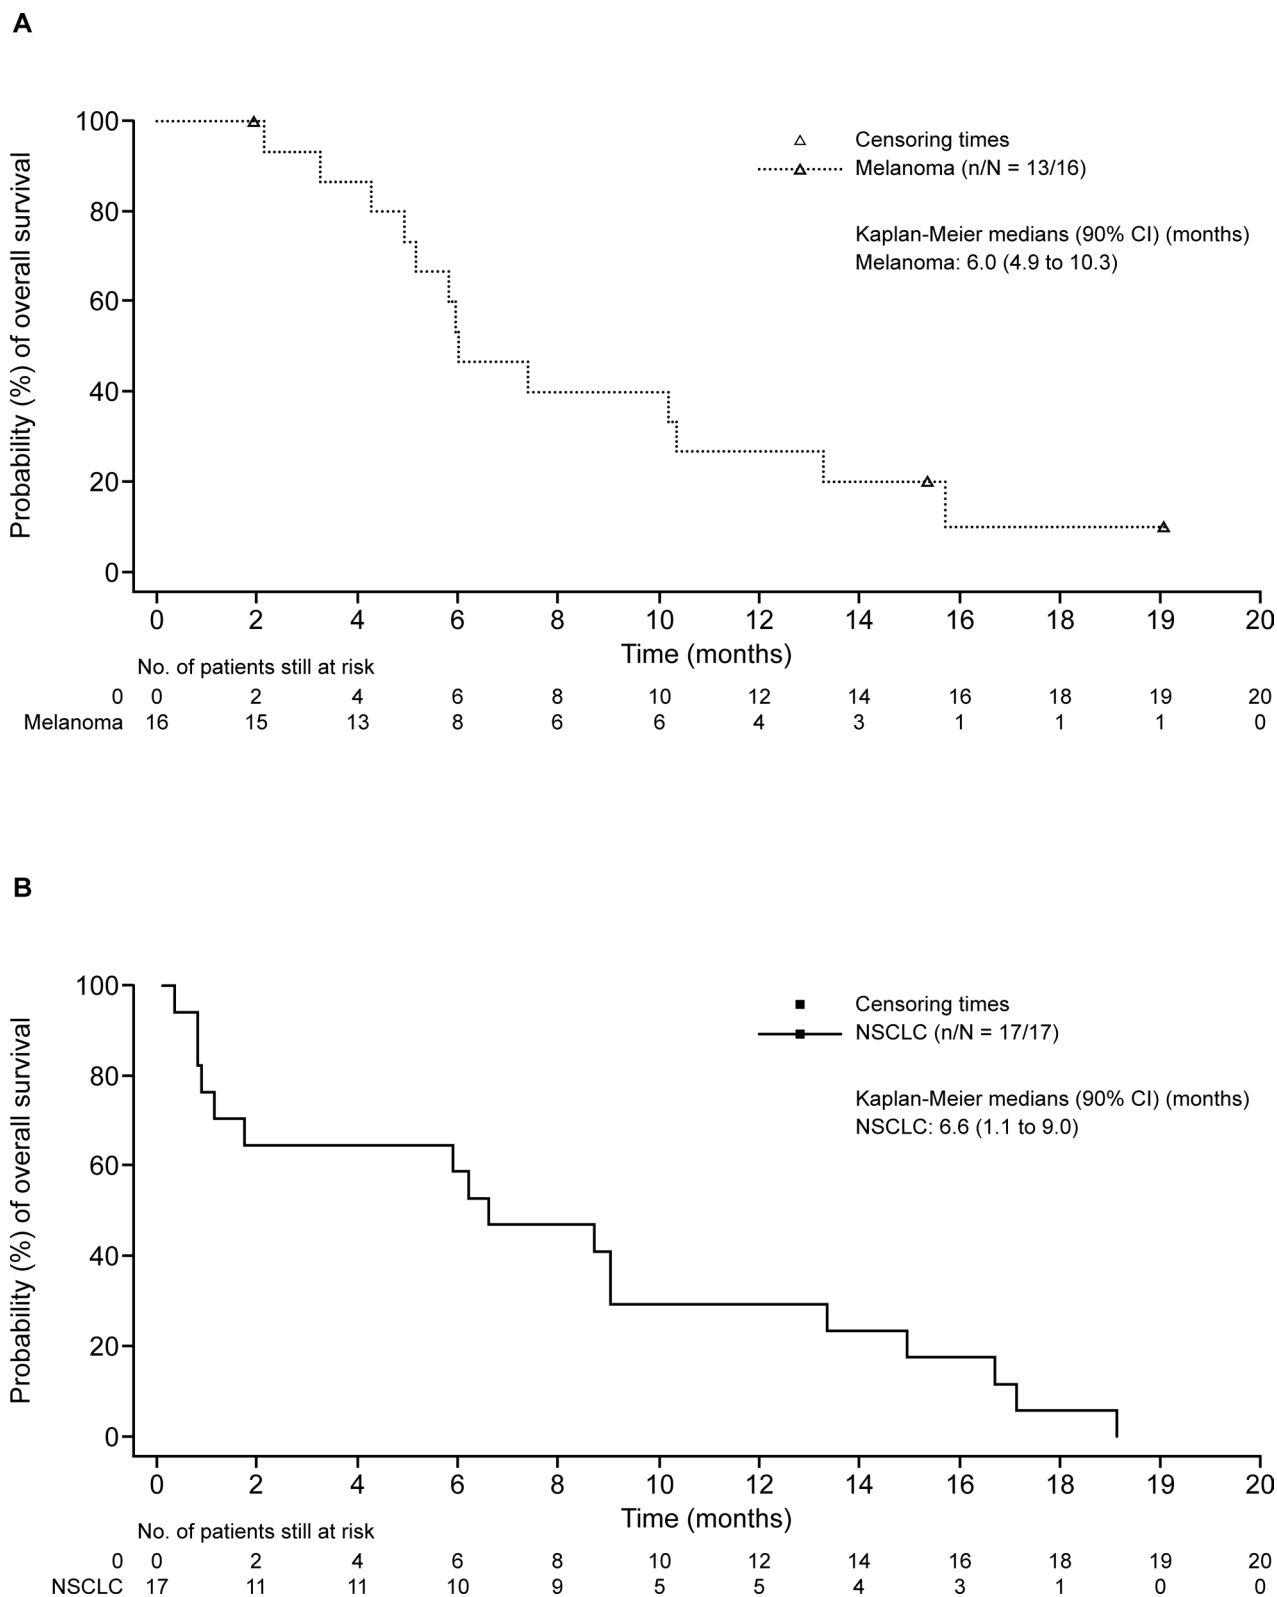 A
100
80
60
40
20
0
Probability (%) of overall survival
Censoring times
Melanoma (n/N = 13/16)
Kaplan-Meier medians (90% CI) (months)
Melanoma: 6.0 (4.9 to 10.3)
0 2 4 6 8 10 12 14 16 18 19 20
Time (months)
No. of patients still at risk
0 0 2 4 6 8 10 12 14 16 18 19 20
Melanoma 16 15 13 8 6 6 4 3 1 1 1 0
B
100
80
60
40
20
0
Probability (%) of overall survival
Censoring times
NSCLC (n/N = 17/17)
Kaplan-Meier medians (90% CI) (months)
NSCLC: 6.6 (1.1 to 9.0)
0 2 4 6 8 10 12 14 16 18 19 20
Time (months)
No. of patients still at risk
0 0 2 4 6 8 10 12 14 16 18 19 20
NSCLC 17 11 11 10 9 5 5 4 3 1 0 0